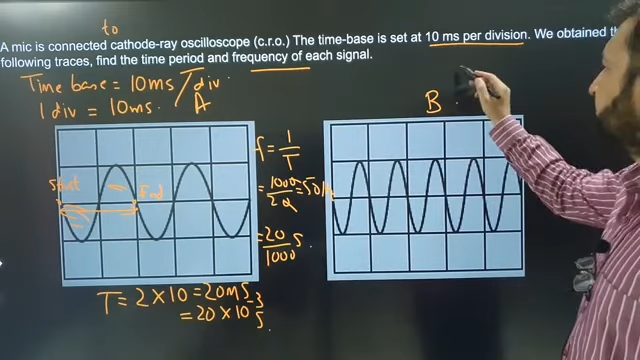 to
A mic is connected cathode-ray oscilloscope (c.r.o.) The time-base is set at 10 ms per division. We obtained
following traces, find the time period and frequency of each signal.
Time base = 10ms / div.
1 div = 10ms.
A
B
Start
End
f = 1/T
= 1000/20 = 50
= 20/1000 s.
T = 2 × 10 = 20ms
= 20 × 10⁻³ s.